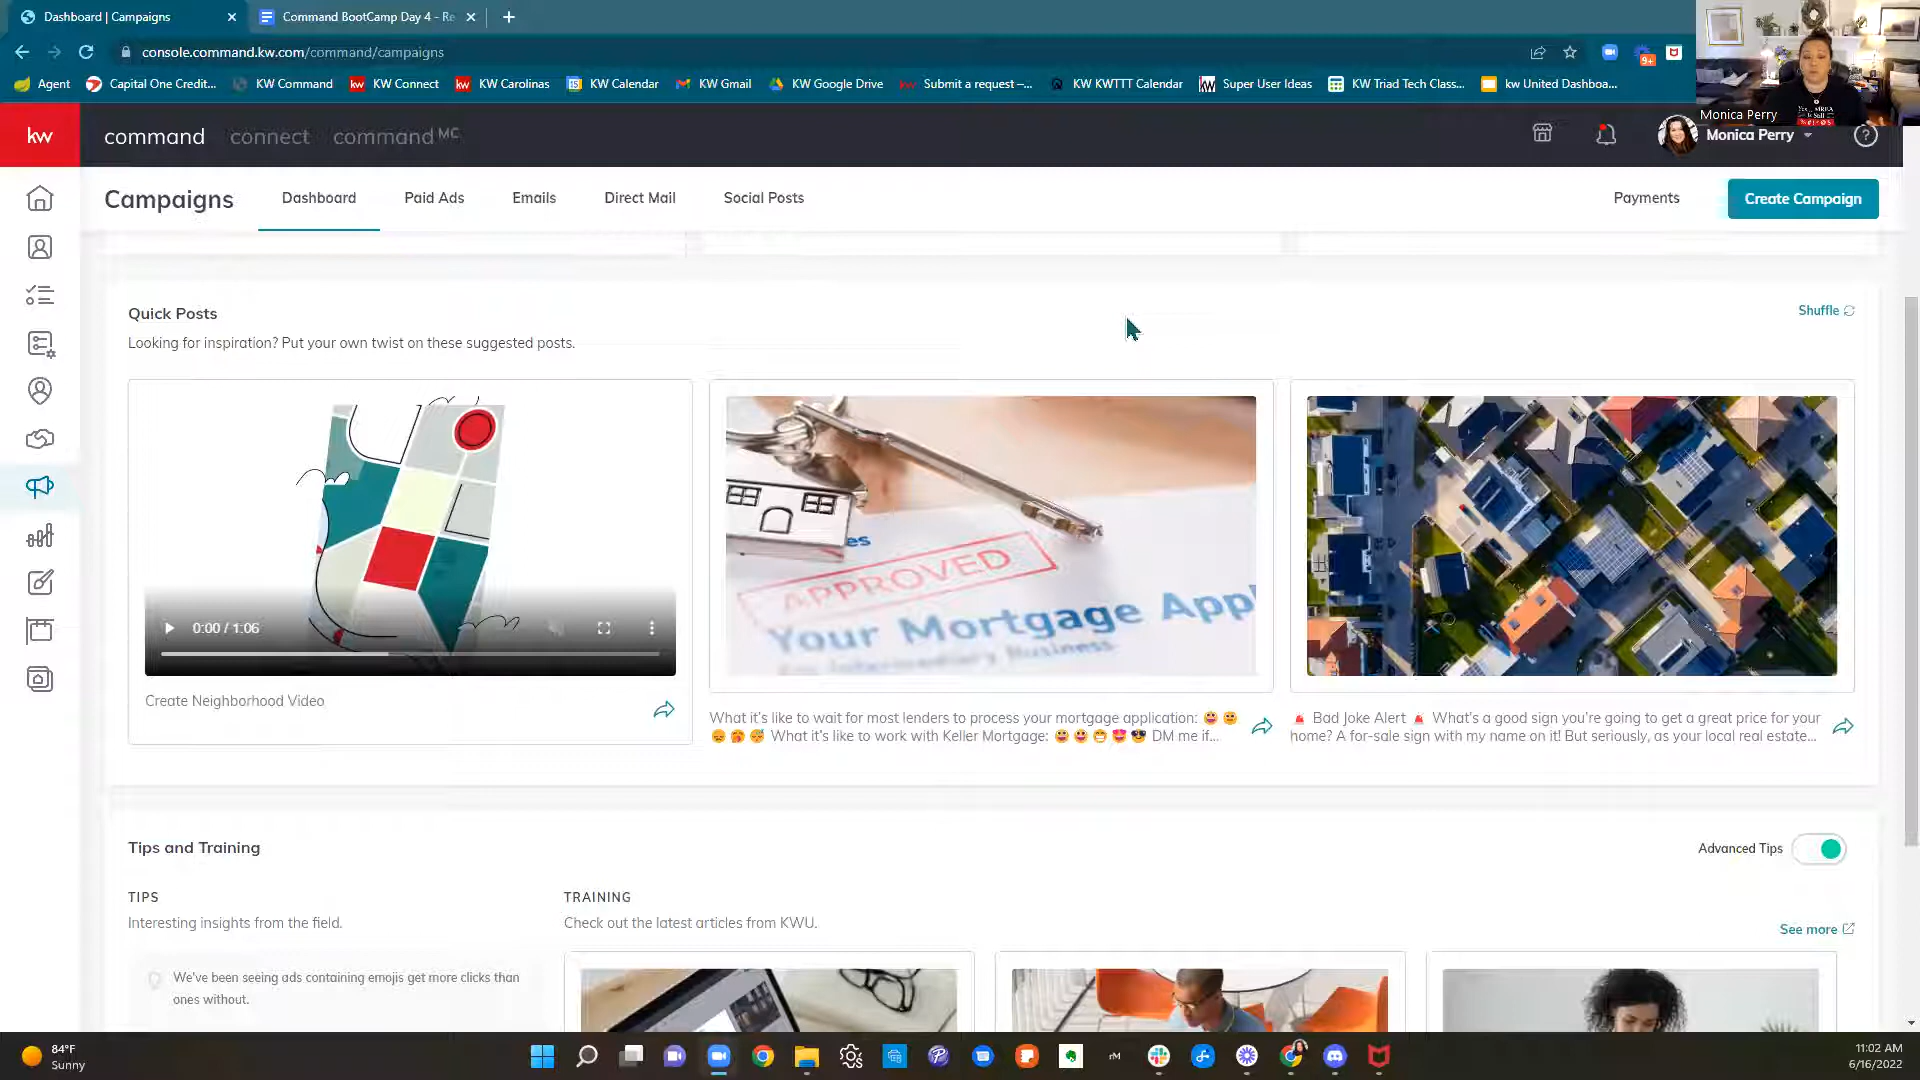 Dashboard | Campaigns
Command BootCamp Day 4 - Re
console.command.kw.com/command/campaigns
9+
Agent
Capital One Credit...
KW Command
kw KW Connect
kw KW Carolinas
KW Calendar
KW Gmail
KW Google Drive
kw Submit a request –...
KW KWTTT Calendar
kw Super User Ideas
KW Triad Tech Class...
kw United Dashboa...
Monica Perry
kw
command
connect
command MC
Monica Perry
Campaigns
Dashboard
Paid Ads
Emails
Direct Mail
Social Posts
Payments
Create Campaign
Quick Posts
Shuffle
Looking for inspiration? Put your own twist on these suggested posts.
0:00 / 1:06
es
APPROVED
Your Mortgage Appl
Business
Create Neighborhood Video
What it's like to wait for most lenders to process your mortgage application: 😀 😐
😞 🥱 😴 What it's like to work with Keller Mortgage: 😀 😃 😁 😍 😎 DM me if...
🚨 Bad Joke Alert 🚨 What's a good sign you're going to get a great price for your
home? A for-sale sign with my name on it! But seriously, as your local real estate...
Tips and Training
Advanced Tips
TIPS
Interesting insights from the field.
TRAINING
Check out the latest articles from KWU.
See more
We've been seeing ads containing emojis get more clicks than
ones without.
84°F
Sunny
rM
11:02 AM
6/16/2022